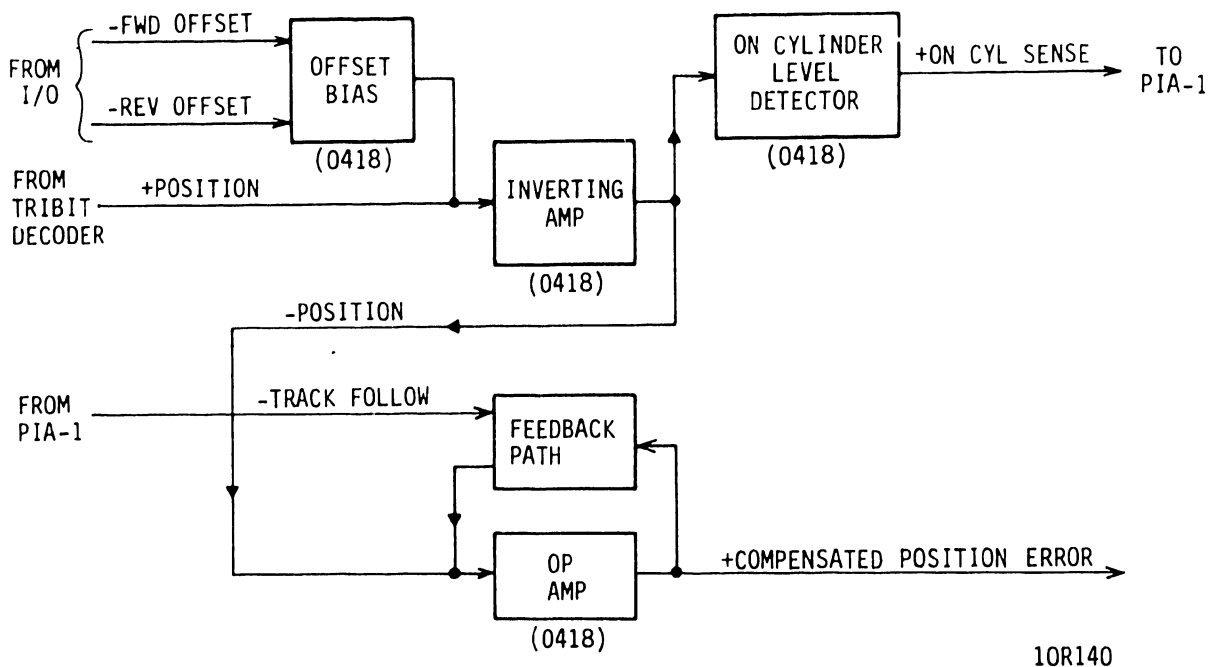 -FWD OFFSET
FROM
I/O
-REV OFFSET
OFFSET
BIAS
(0418)
ON CYLINDER
LEVEL
DETECTOR
(0418)
+ON CYL SENSE
TO
PIA-1
FROM
TRIBIT
DECODER
+POSITION
INVERTING
AMP
(0418)
-POSITION
FROM
PIA-1
-TRACK FOLLOW
FEEDBACK
PATH
OP
AMP
(0418)
+COMPENSATED POSITION ERROR
10R140